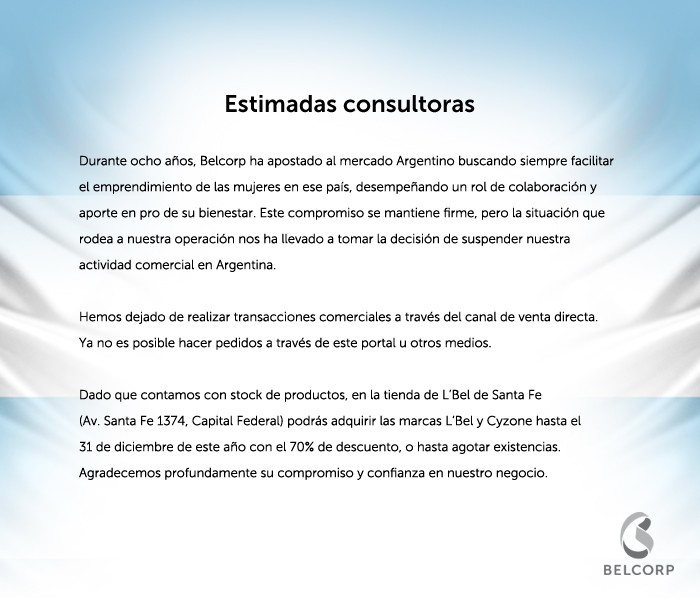 Estimadas consultoras
Durante ocho años, Belcorp ha apostado al mercado Argentino buscando siempre facilitar
el emprendimiento de las mujeres en ese país, desempeñando un rol de colaboración y
aporte en pro de su bienestar. Este compromiso se mantiene firme, pero la situación que
rodea a nuestra operación nos ha llevado a tomar la decisión de suspender nuestra
actividad comercial en Argentina.
Hemos dejado de realizar transacciones comerciales a través del canal de venta directa.
Ya no es posible hacer pedidos a través de este portal u otros medios.
Dado que contamos con stock de productos, en la tienda de L’Bel de Santa Fe
(Av. Santa Fe 1374, Capital Federal) podrás adquirir las marcas L’Bel y Cyzone hasta el
31 de diciembre de este año con el 70% de descuento, o hasta agotar existencias.
Agradecemos profundamente su compromiso y confianza en nuestro negocio.
BELCORP